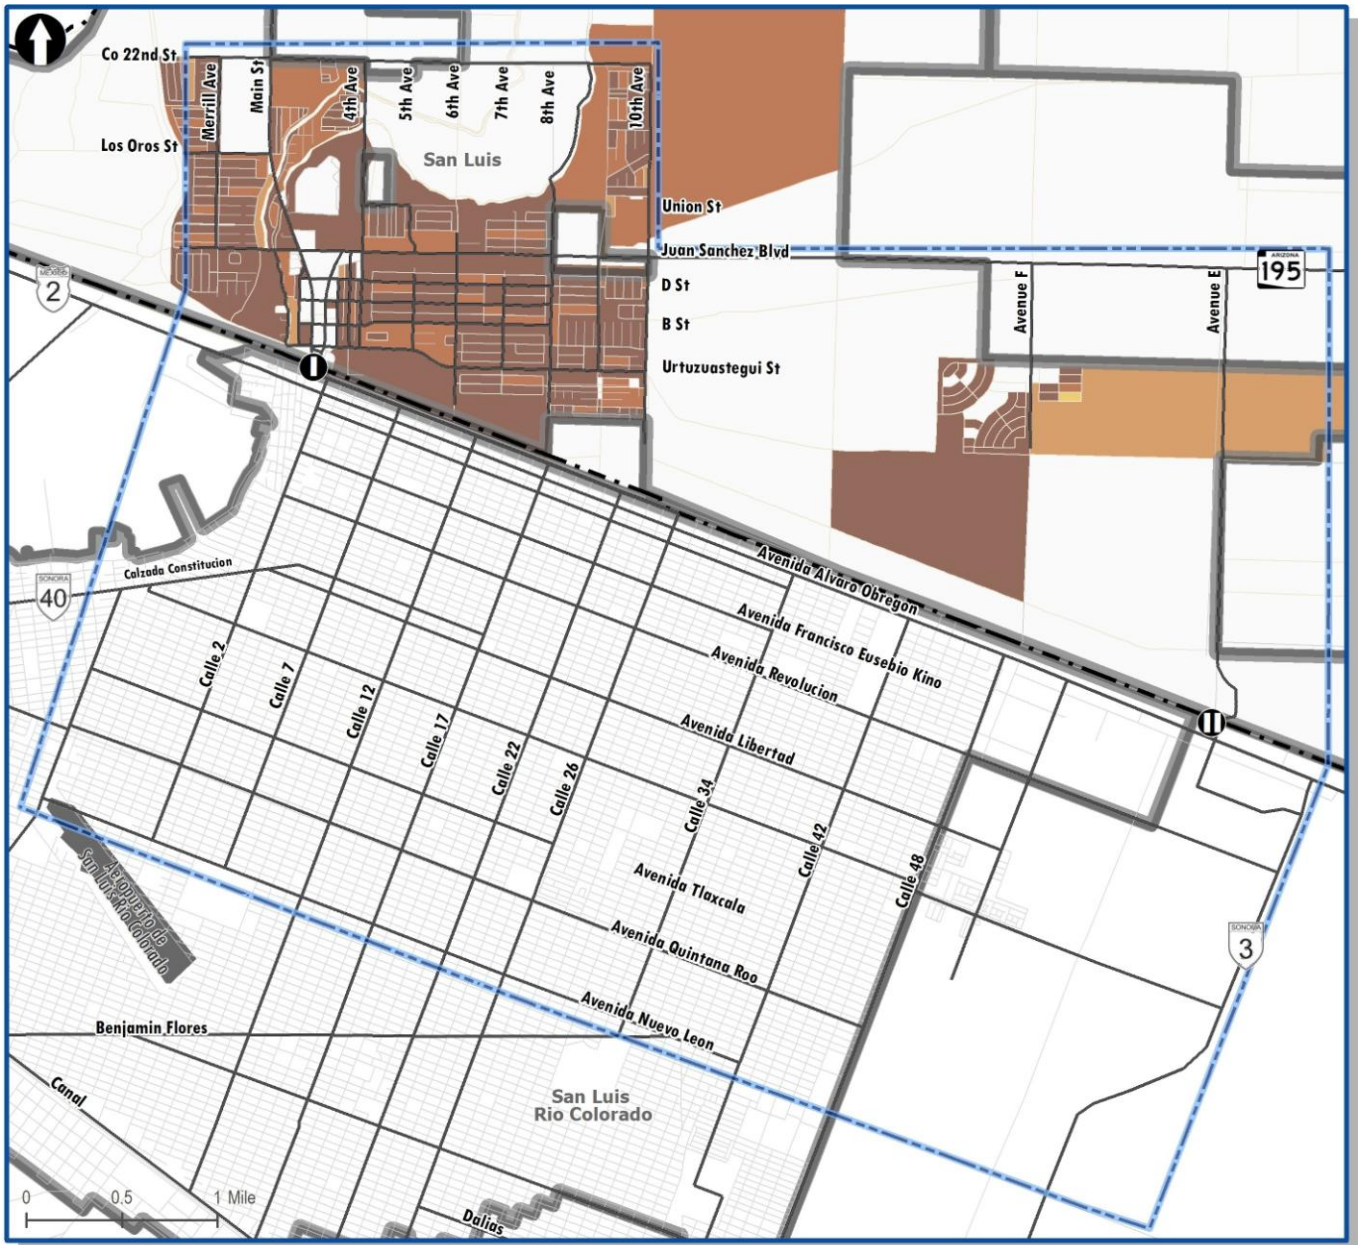 Co 22nd St
Merrill Ave
Main St
4th Ave
5th Ave
6th Ave
7th Ave
8th Ave
10th Ave
Los Oros St
San Luis
Union St
Juan Sanchez Blvd
ARIZONA
195
MEXICO
2
D St
Avenue F
Avenue E
B St
Urtuzuastegui St
I
Avenida Alvaro Obregon
Calzada Constitucion
SONORA
40
Avenida Francisco Eusebio Kino
Avenida Revolucion
Calle 2
Calle 7
Calle 12
Calle 17
Calle 22
Calle 26
Avenida Libertad
II
Calle 34
Calle 42
Calle 48
Aeropuerto de
San Luis Rio Colorado
Avenida Tlaxcala
Avenida Quintana Roo
SONORA
3
Avenida Nuevo Leon
Benjamin Flores
Canal
San Luis
Rio Colorado
0 0.5 1 Mile
Dalias